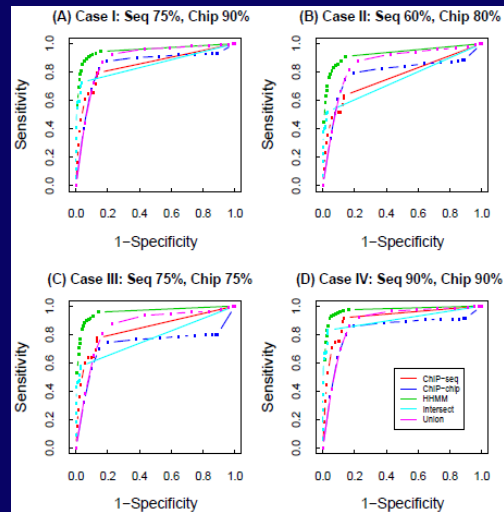 (A) Case I: Seq 75%, Chip 90%
Sensitivity
0.0 0.2 0.4 0.6 0.8 1.0
0.0 0.2 0.4 0.6 0.8 1.0
1-Specificity
(B) Case II: Seq 60%, Chip 80%
Sensitivity
0.0 0.2 0.4 0.6 0.8 1.0
0.0 0.2 0.4 0.6 0.8 1.0
1-Specificity
(C) Case III: Seq 75%, Chip 75%
Sensitivity
0.0 0.2 0.4 0.6 0.8 1.0
0.0 0.2 0.4 0.6 0.8 1.0
1-Specificity
(D) Case IV: Seq 90%, Chip 90%
Sensitivity
0.0 0.2 0.4 0.6 0.8 1.0
0.0 0.2 0.4 0.6 0.8 1.0
1-Specificity
ChIP-seq
ChIP-chip
HHMM
Intersect
Union